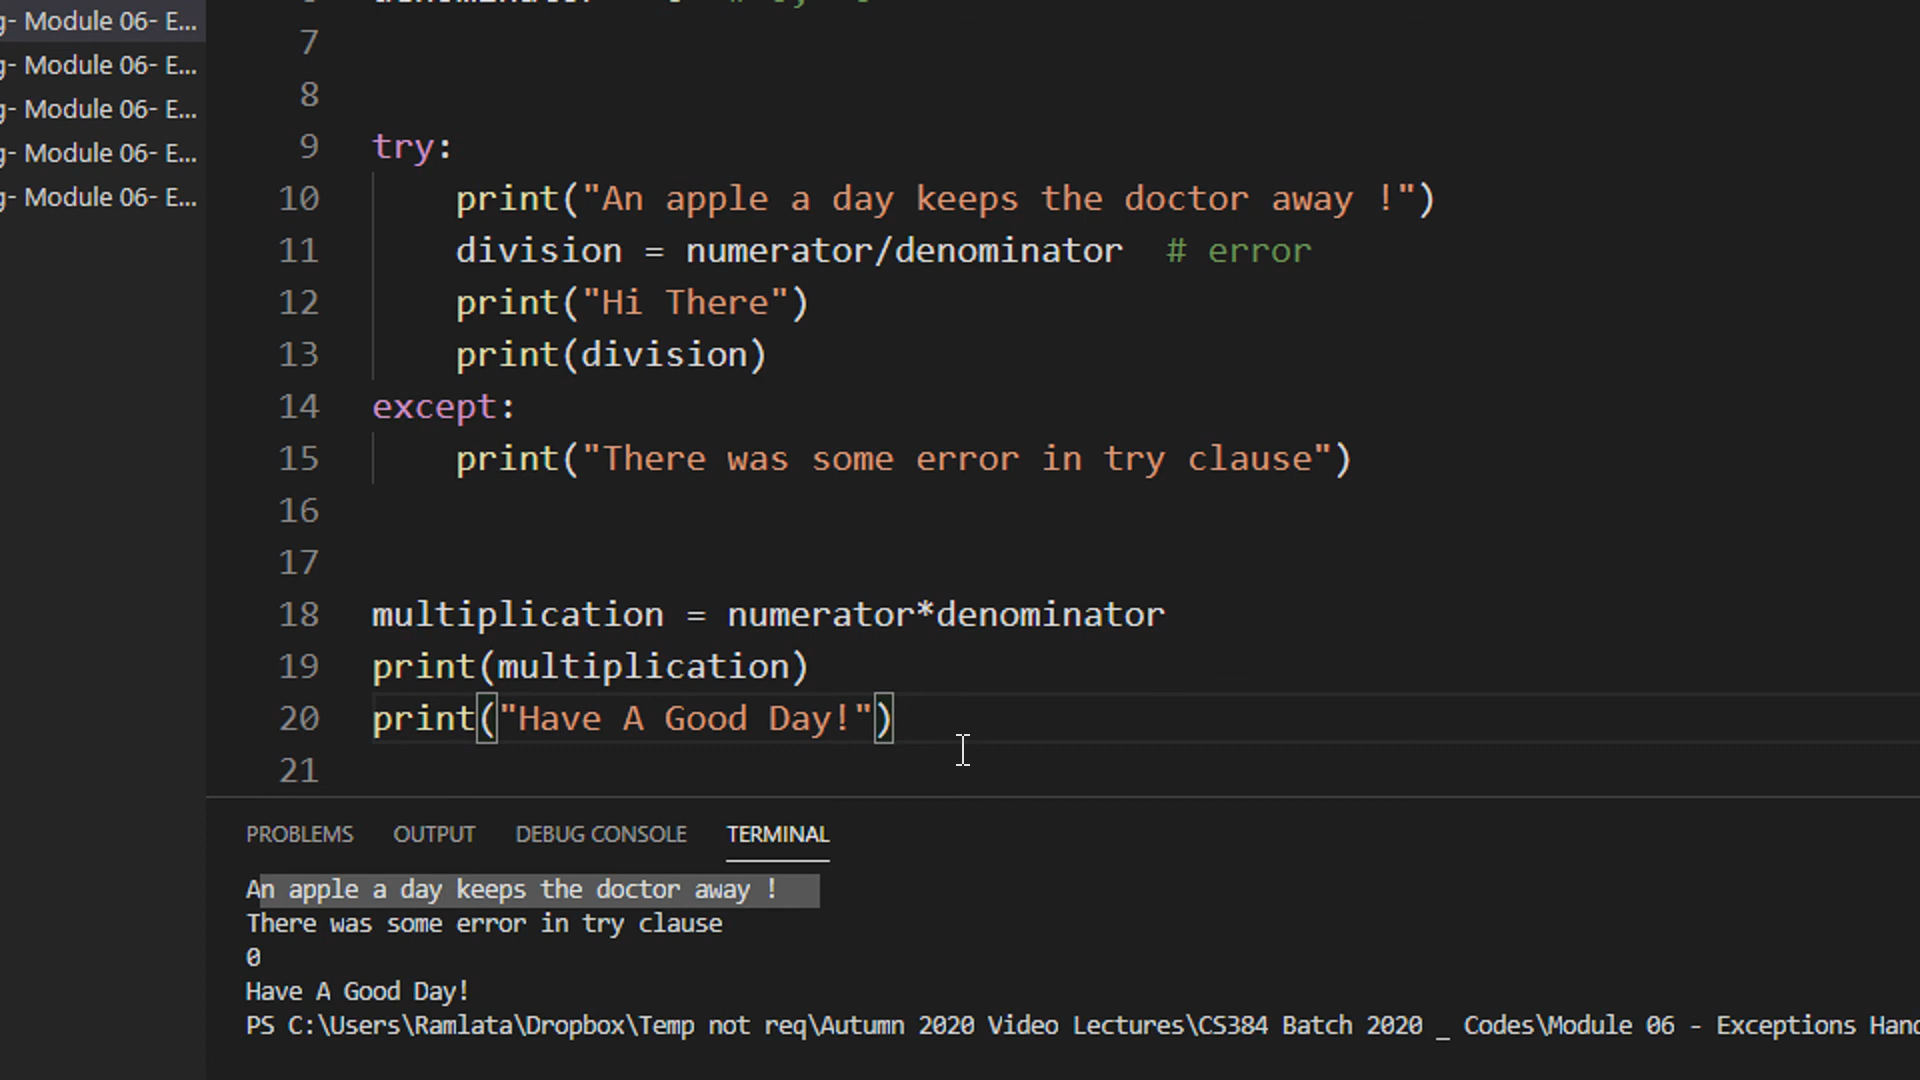 g- Module 06- E...
g- Module 06- E...
g- Module 06- E...
g- Module 06- E...
g- Module 06- E...
7
8
9 try:
10 print("An apple a day keeps the doctor away !")
11 division = numerator/denominator # error
12 print("Hi There")
13 print(division)
14 except:
15 print("There was some error in try clause")
16
17
18 multiplication = numerator*denominator
19 print(multiplication)
20 print("Have A Good Day!")
21
PROBLEMS OUTPUT DEBUG CONSOLE TERMINAL
An apple a day keeps the doctor away !
There was some error in try clause
0
Have A Good Day!
PS C:\Users\Ramlata\Dropbox\Temp not req\Autumn 2020 Video Lectures\CS384 Batch 2020 _ Codes\Module 06 - Exceptions Hand